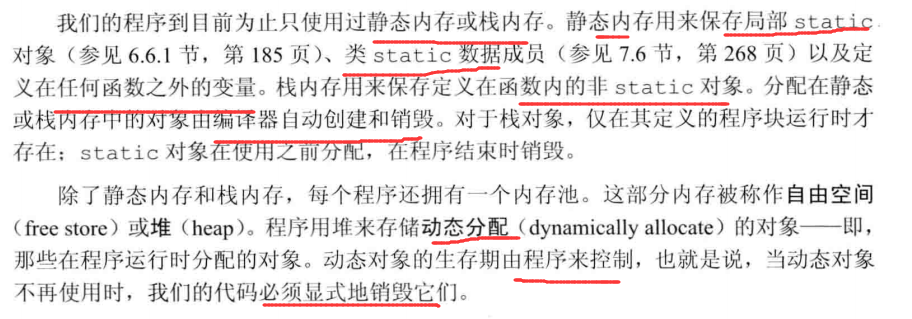 我们的程序到目前为止只使用过静态内存或栈内存。静态内存用来保存局部 static
对象（参见 6.6.1 节，第 185 页）、类 static 数据成员（参见 7.6 节，第 268 页）以及定
义在任何函数之外的变量。栈内存用来保存定义在函数内的非 static 对象。分配在静态
或栈内存中的对象由编译器自动创建和销毁。对于栈对象，仅在其定义的程序块运行时才
存在；static 对象在使用之前分配，在程序结束时销毁。
除了静态内存和栈内存，每个程序还拥有一个内存池。这部分内存被称作自由空间
（free store）或堆（heap）。程序用堆来存储动态分配（dynamically allocate）的对象——即，
那些在程序运行时分配的对象。动态对象的生存期由程序来控制，也就是说，当动态对象
不再使用时，我们的代码必须显式地销毁它们。